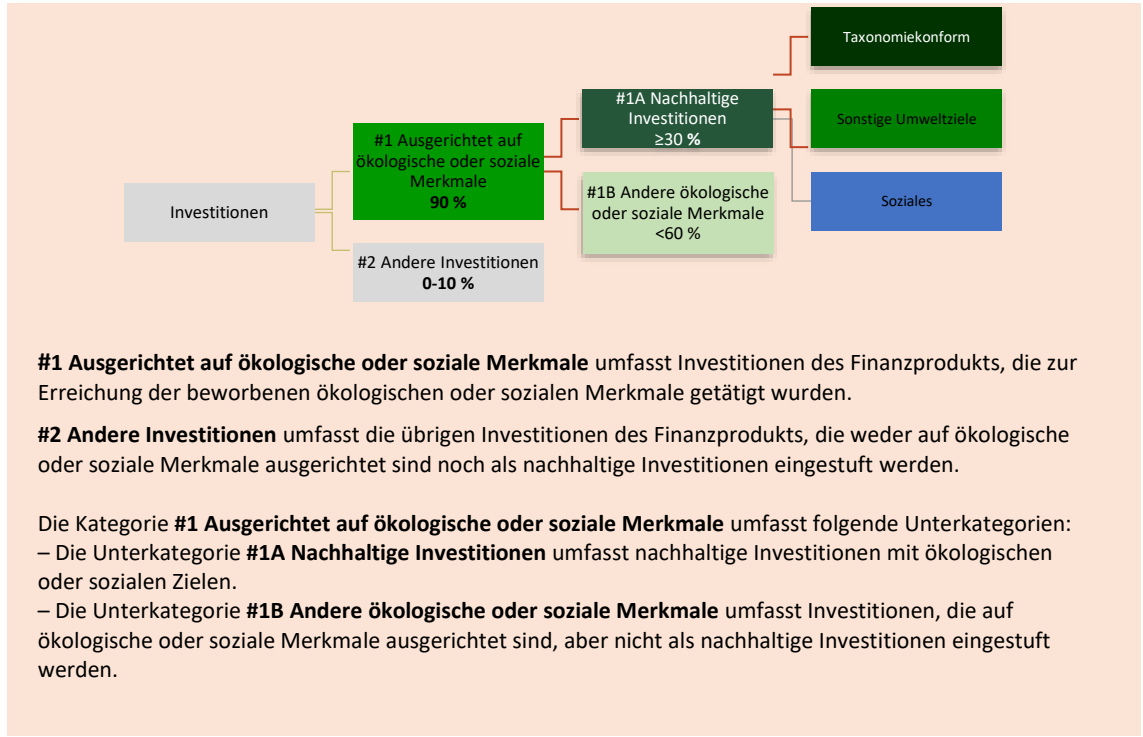 Taxonomiekonform
#1A Nachhaltige
Investitionen
≥30 %
Sonstige Umweltziele
#1 Ausgerichtet auf
ökologische oder soziale
Merkmale
90 %
#1B Andere ökologische
oder soziale Merkmale
<60 %
Soziales
Investitionen
#2 Andere Investitionen
0-10 %
#1 Ausgerichtet auf ökologische oder soziale Merkmale umfasst Investitionen des Finanzprodukts, die zur
Erreichung der beworbenen ökologischen oder sozialen Merkmale getätigt wurden.
#2 Andere Investitionen umfasst die übrigen Investitionen des Finanzprodukts, die weder auf ökologische
oder soziale Merkmale ausgerichtet sind noch als nachhaltige Investitionen eingestuft werden.
Die Kategorie #1 Ausgerichtet auf ökologische oder soziale Merkmale umfasst folgende Unterkategorien:
– Die Unterkategorie #1A Nachhaltige Investitionen umfasst nachhaltige Investitionen mit ökologischen
oder sozialen Zielen.
– Die Unterkategorie #1B Andere ökologische oder soziale Merkmale umfasst Investitionen, die auf
ökologische oder soziale Merkmale ausgerichtet sind, aber nicht als nachhaltige Investitionen eingestuft
werden.